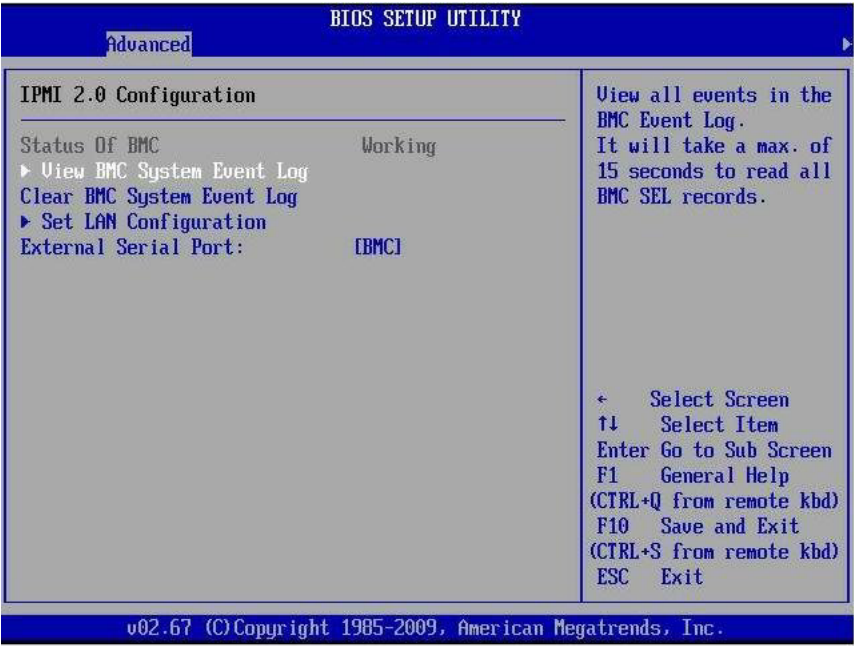 BIOS SETUP UTILITY
Advanced
IPMI 2.0 Configuration
Status Of BMC Working
View BMC System Event Log
Clear BMC System Event Log
Set LAN Configuration
External Serial Port: [BMC]
View all events in the
BMC Event Log.
It will take a max. of
15 seconds to read all
BMC SEL records.
← Select Screen
↑↓ Select Item
Enter Go to Sub Screen
F1 General Help
(CTRL+Q from remote kbd)
F10 Save and Exit
(CTRL+S from remote kbd)
ESC Exit
v02.67 (C)Copyright 1985-2009, American Megatrends, Inc.